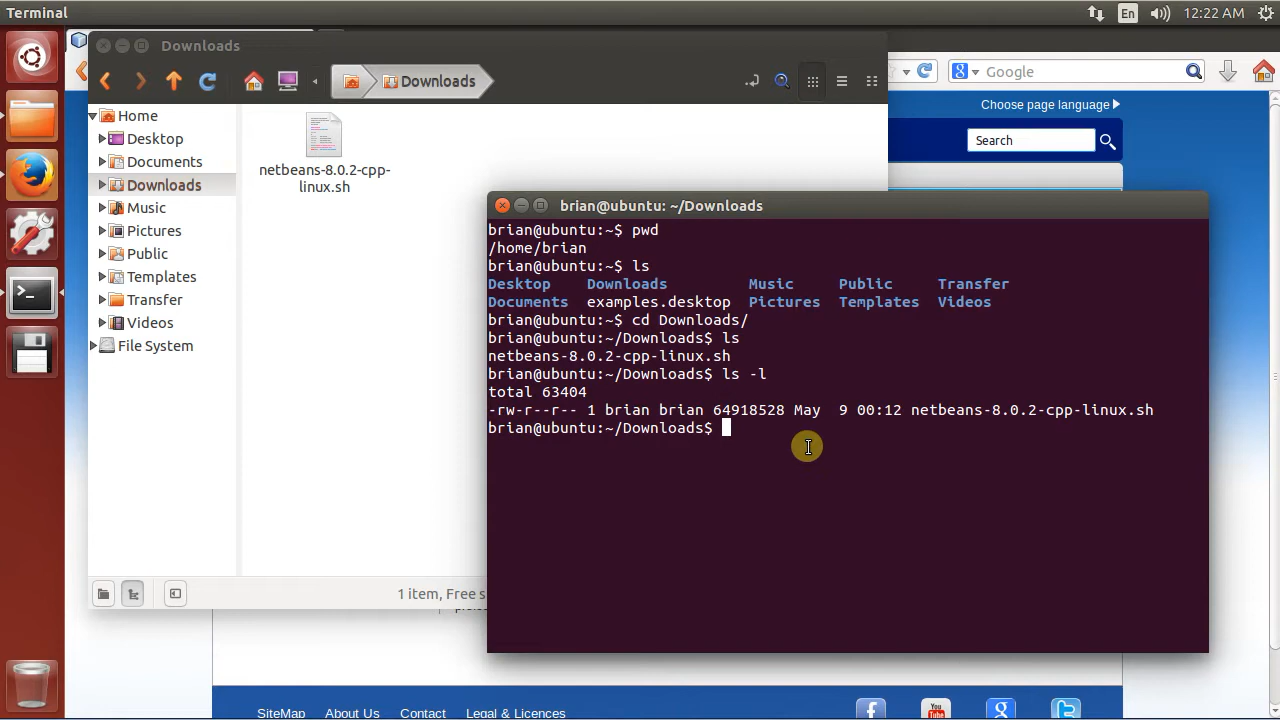 Terminal
En
12:22 AM
Downloads
Downloads
Google
Home
Desktop
Documents
Downloads
Music
Pictures
Public
Templates
Transfer
Videos
File System
netbeans-8.0.2-cpp-
linux.sh
1 item, Free s
Choose page language
Search
brian@ubuntu: ~/Downloads
brian@ubuntu:~$ pwd
/home/brian
brian@ubuntu:~$ ls
Desktop Downloads Music Public Transfer
Documents examples.desktop Pictures Templates Videos
brian@ubuntu:~$ cd Downloads/
brian@ubuntu:~/Downloads$ ls
netbeans-8.0.2-cpp-linux.sh
brian@ubuntu:~/Downloads$ ls -l
total 63404
-rw-r--r-- 1 brian brian 64918528 May  9 00:12 netbeans-8.0.2-cpp-linux.sh
brian@ubuntu:~/Downloads$
SiteMap About Us Contact Legal & Licences